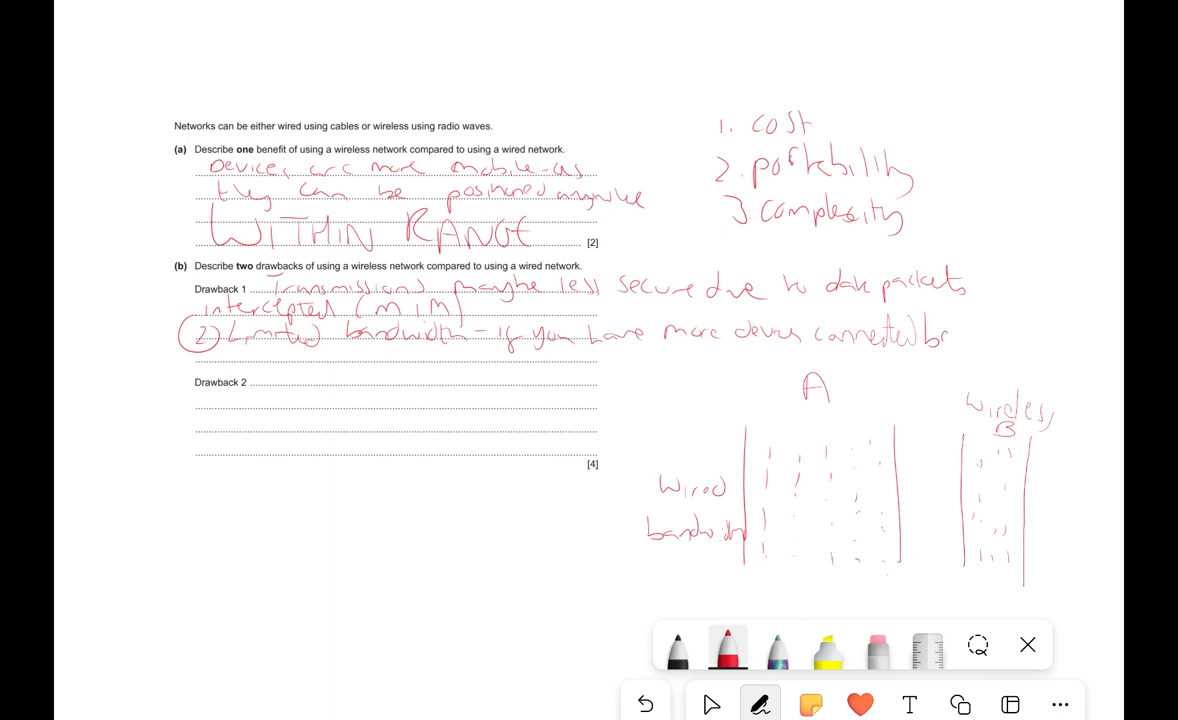 Networks can be either wired using cables or wireless using radio waves.
(a) Describe one benefit of using a wireless network compared to using a wired network.
Devices are more mobile - as
they can be positioned anywhere
WITHIN RANGE
[2]
(b) Describe two drawbacks of using a wireless network compared to using a wired network.
Drawback 1 Transmissions maybe less secure due to data packets
intercepted (MIM)
2) Limited bandwidth - if you have more devices connected br
Drawback 2
[4]
1. cost
2. portability
3. complexity
A
Wireless
B
Wired
bandwidth
T